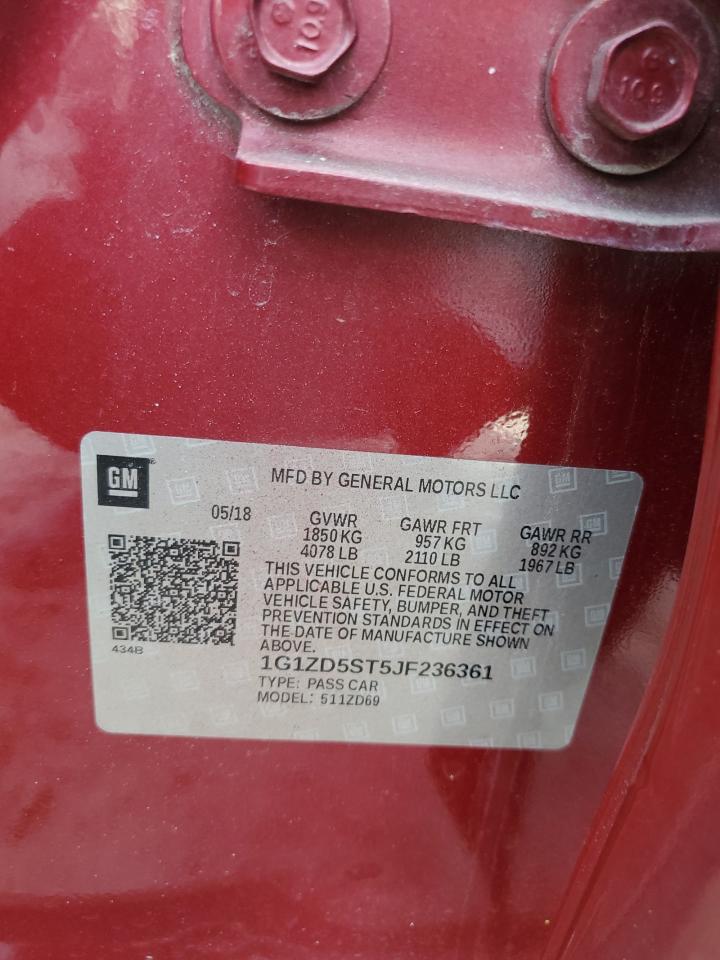 109
109
GM
MFD BY GENERAL MOTORS LLC
05/18
GVWR
1850 KG
4078 LB
GAWR FRT
957 KG
2110 LB
GAWR RR
892 KG
1967 LB
THIS VEHICLE CONFORMS TO ALL
APPLICABLE U.S. FEDERAL MOTOR
VEHICLE SAFETY, BUMPER, AND THEFT
PREVENTION STANDARDS IN EFFECT ON
THE DATE OF MANUFACTURE SHOWN
ABOVE.
434B
1G1ZD5ST5JF236361
TYPE: PASS CAR
MODEL: 511ZD69